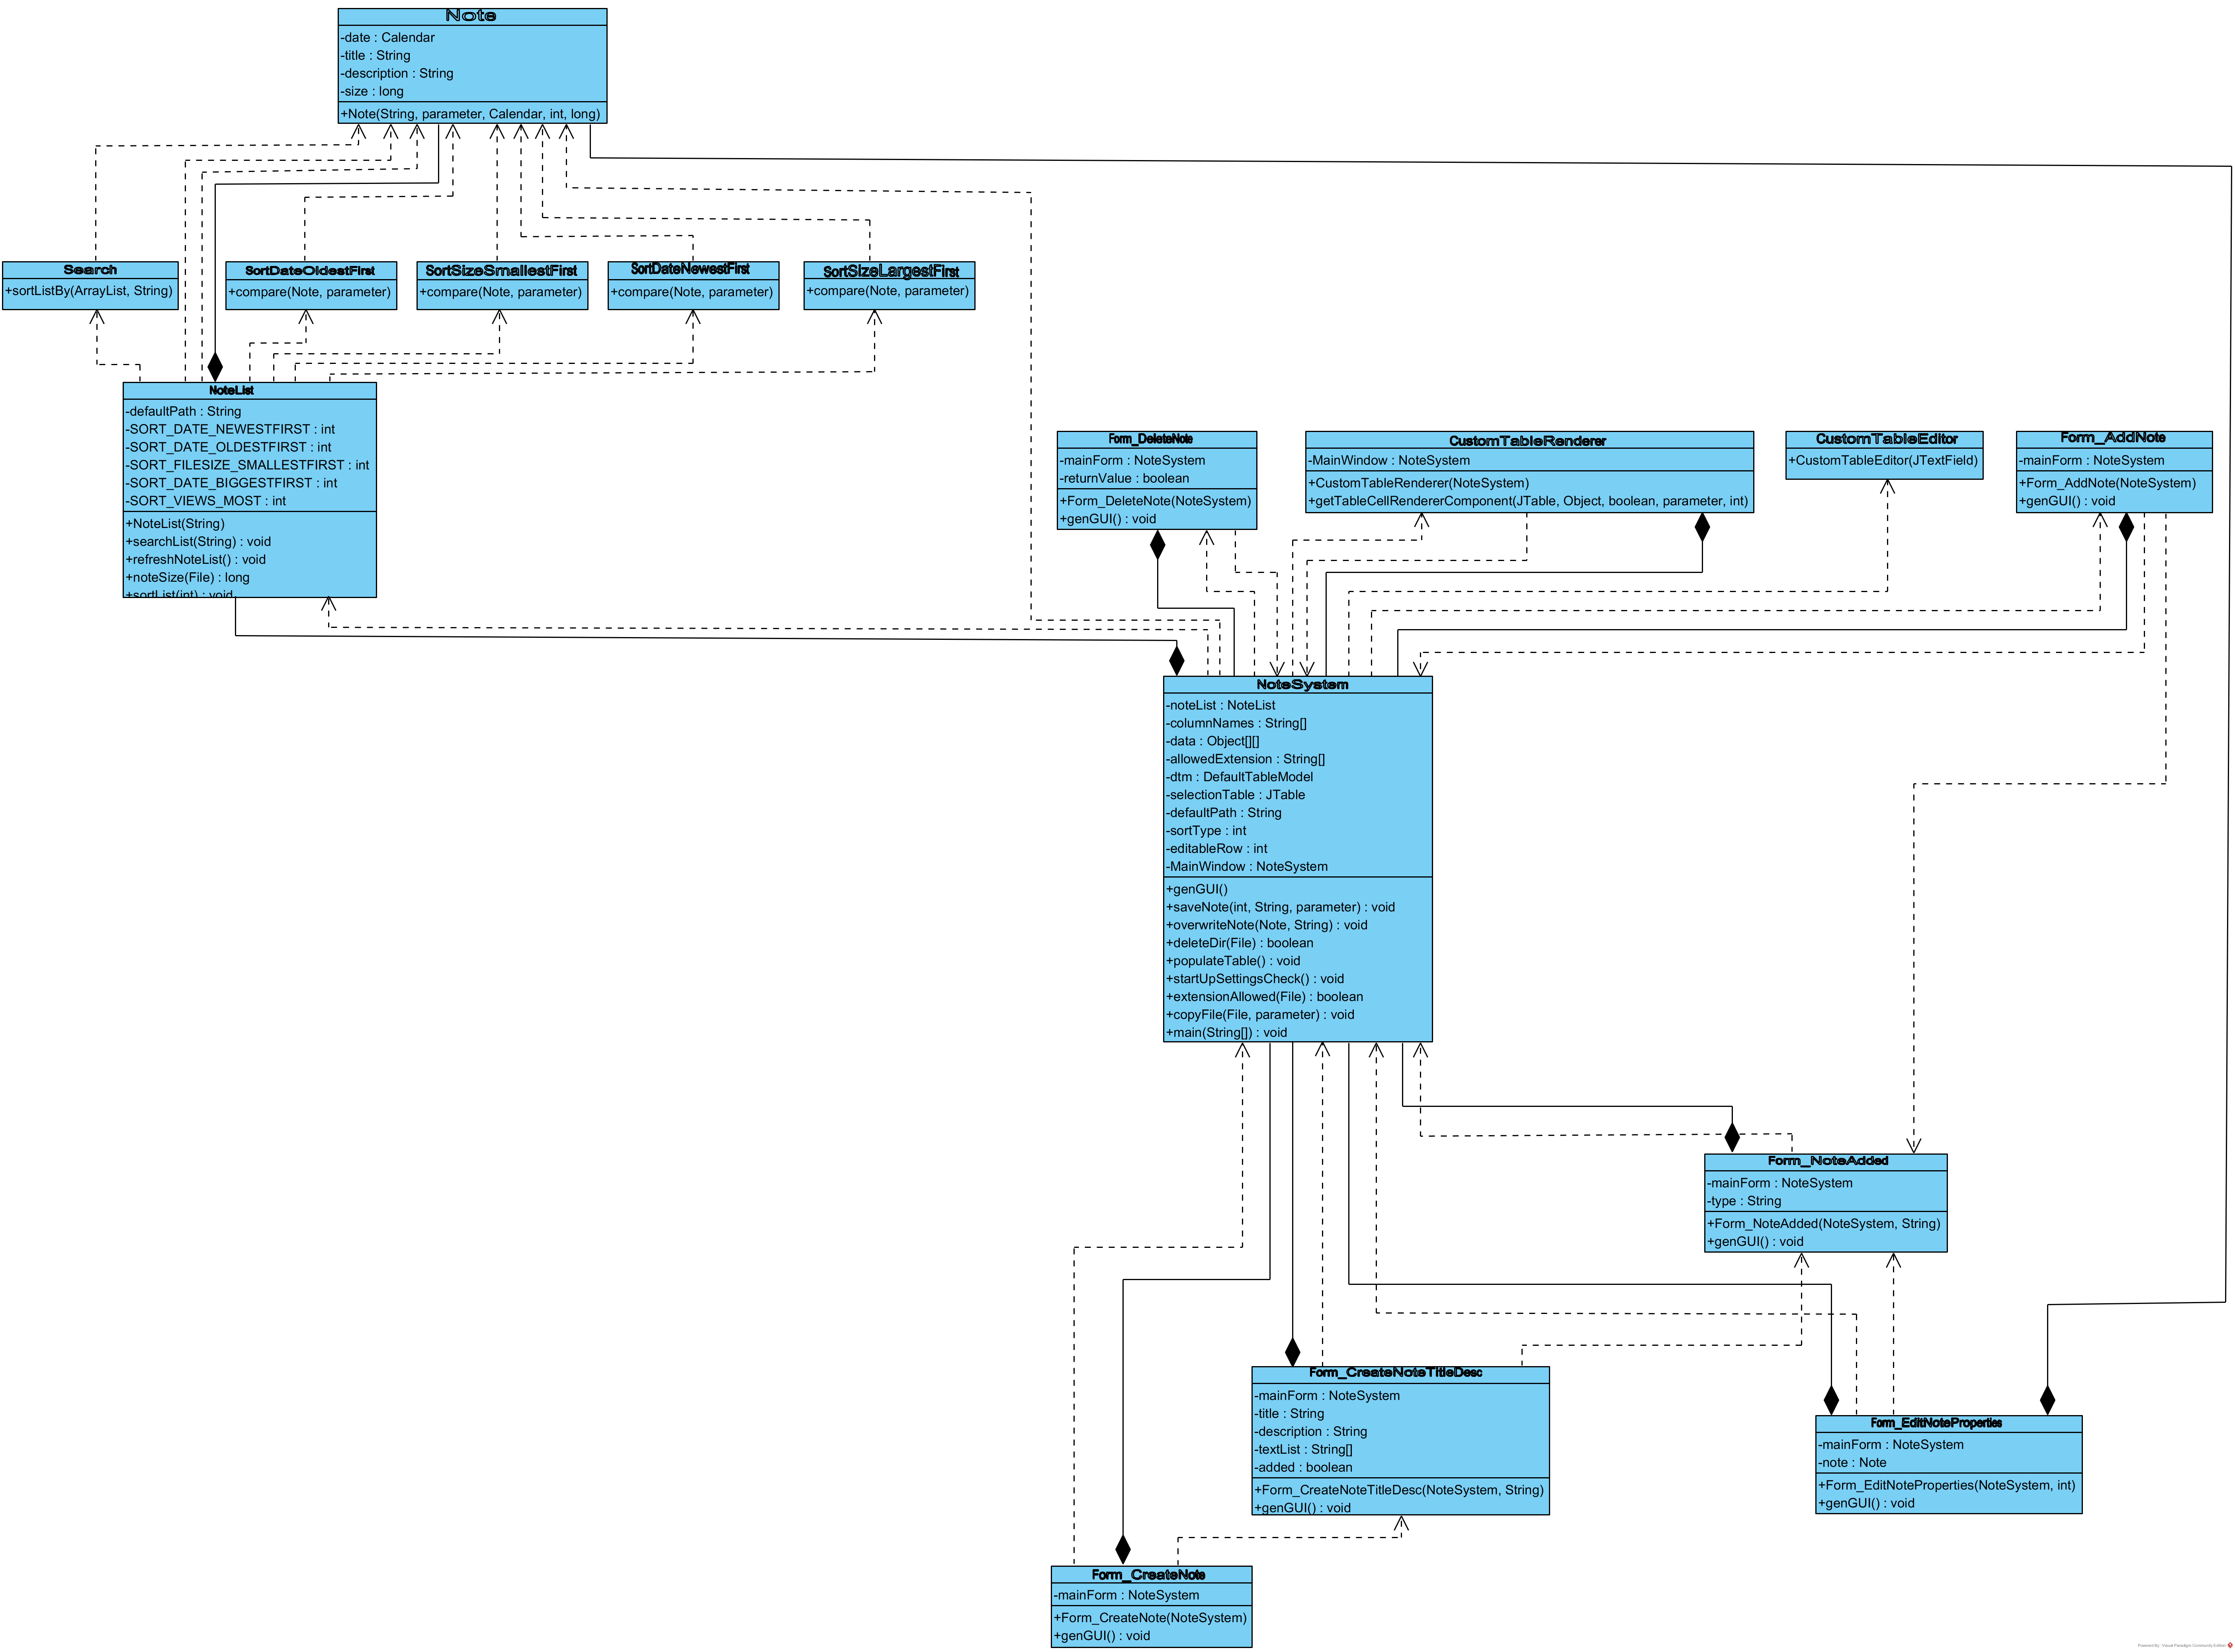 Note
-date : Calendar
-title : String
-description : String
-size : long
+Note(String, parameter, Calendar, int, long)
Search
+sortListBy(ArrayList, String)
SortDateOldestFirst
+compare(Note, parameter)
SortSizeSmallestFirst
+compare(Note, parameter)
SortDateNewestFirst
+compare(Note, parameter)
SortSizeLargestFirst
+compare(Note, parameter)
NoteList
-defaultPath : String
-SORT_DATE_NEWESTFIRST : int
-SORT_DATE_OLDESTFIRST : int
-SORT_FILESIZE_SMALLESTFIRST : int
-SORT_DATE_BIGGESTFIRST : int
-SORT_VIEWS_MOST : int
+NoteList(String)
+searchList(String) : void
+refreshNoteList() : void
+noteSize(File) : long
+sortList(int) : void
Form_DeleteNote
-mainForm : NoteSystem
-returnValue : boolean
+Form_DeleteNote(NoteSystem)
+genGUI() : void
CustomTableRenderer
-MainWindow : NoteSystem
+CustomTableRenderer(NoteSystem)
+getTableCellRendererComponent(JTable, Object, boolean, parameter, int)
CustomTableEditor
+CustomTableEditor(JTextField)
Form_AddNote
-mainForm : NoteSystem
+Form_AddNote(NoteSystem)
+genGUI() : void
NoteSystem
-noteList : NoteList
-columnNames : String[]
-data : Object[][]
-allowedExtension : String[]
-dtm : DefaultTableModel
-selectionTable : JTable
-defaultPath : String
-sortType : int
-editableRow : int
-MainWindow : NoteSystem
+genGUI()
+saveNote(int, String, parameter) : void
+overwriteNote(Note, String) : void
+deleteDir(File) : boolean
+populateTable() : void
+startUpSettingsCheck() : void
+extensionAllowed(File) : boolean
+copyFile(File, parameter) : void
+main(String[]) : void
Form_NoteAdded
-mainForm : NoteSystem
-type : String
+Form_NoteAdded(NoteSystem, String)
+genGUI() : void
Form_CreateNoteTitleDesc
-mainForm : NoteSystem
-title : String
-description : String
-textList : String[]
-added : boolean
+Form_CreateNoteTitleDesc(NoteSystem, String)
+genGUI() : void
Form_EditNoteProperties
-mainForm : NoteSystem
-note : Note
+Form_EditNoteProperties(NoteSystem, int)
+genGUI() : void
Form_CreateNote
-mainForm : NoteSystem
+Form_CreateNote(NoteSystem)
+genGUI() : void
Powered By Visual Paradigm Community Edition